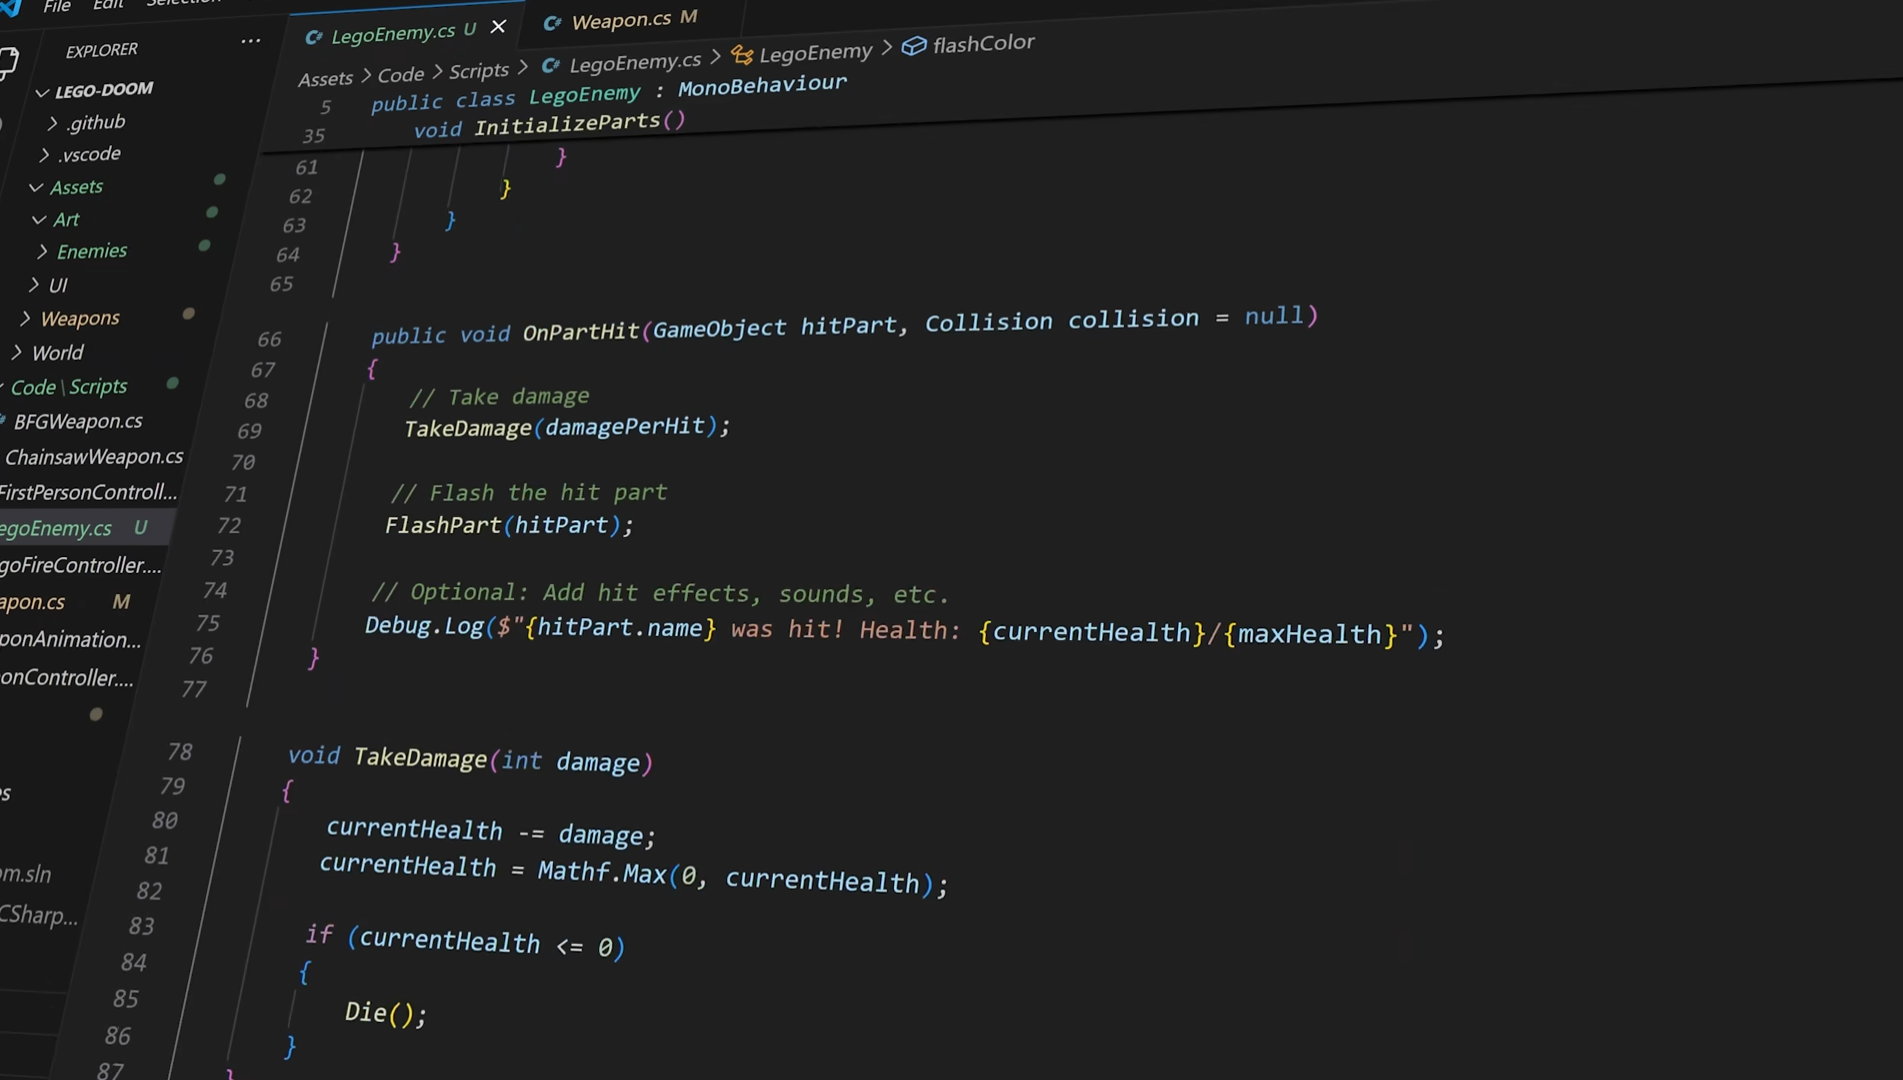 File Edit Selection
EXPLORER ...
LEGO-DOOM
.github
.vscode
Assets
Art
Enemies
UI
Weapons
World
Code\Scripts
BFGWeapon.cs
ChainsawWeapon.cs
FirstPersonControll...
egoEnemy.cs U
goFireController....
apon.cs M
ponAnimation...
onController....
s
om.sln
CSharp...
LegoEnemy.cs U × Weapon.cs M
Assets > Code > Scripts > LegoEnemy.cs > LegoEnemy > flashColor
5 public class LegoEnemy : MonoBehaviour
35 void InitializeParts()
61 }
62 }
63 }
64 }
65
66 public void OnPartHit(GameObject hitPart, Collision collision = null)
67 {
68 // Take damage
69 TakeDamage(damagePerHit);
70
71 // Flash the hit part
72 FlashPart(hitPart);
73
74 // Optional: Add hit effects, sounds, etc.
75 Debug.Log($"{hitPart.name} was hit! Health: {currentHealth}/{maxHealth}");
76 }
77
78 void TakeDamage(int damage)
79 {
80 currentHealth -= damage;
81 currentHealth = Mathf.Max(0, currentHealth);
82
83 if (currentHealth <= 0)
84 {
85 Die();
86 }
87 }